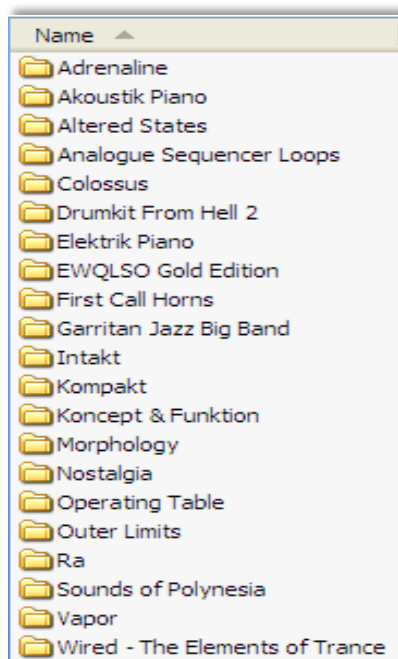 Name
Adrenaline
Akoustik Piano
Altered States
Analogue Sequencer Loops
Colossus
Drumkit From Hell 2
Elektrik Piano
EWQLSO Gold Edition
First Call Horns
Garritan Jazz Big Band
Intakt
Kompakt
Koncept & Funktion
Morphology
Nostalgia
Operating Table
Outer Limits
Ra
Sounds of Polynesia
Vapor
Wired - The Elements of Trance